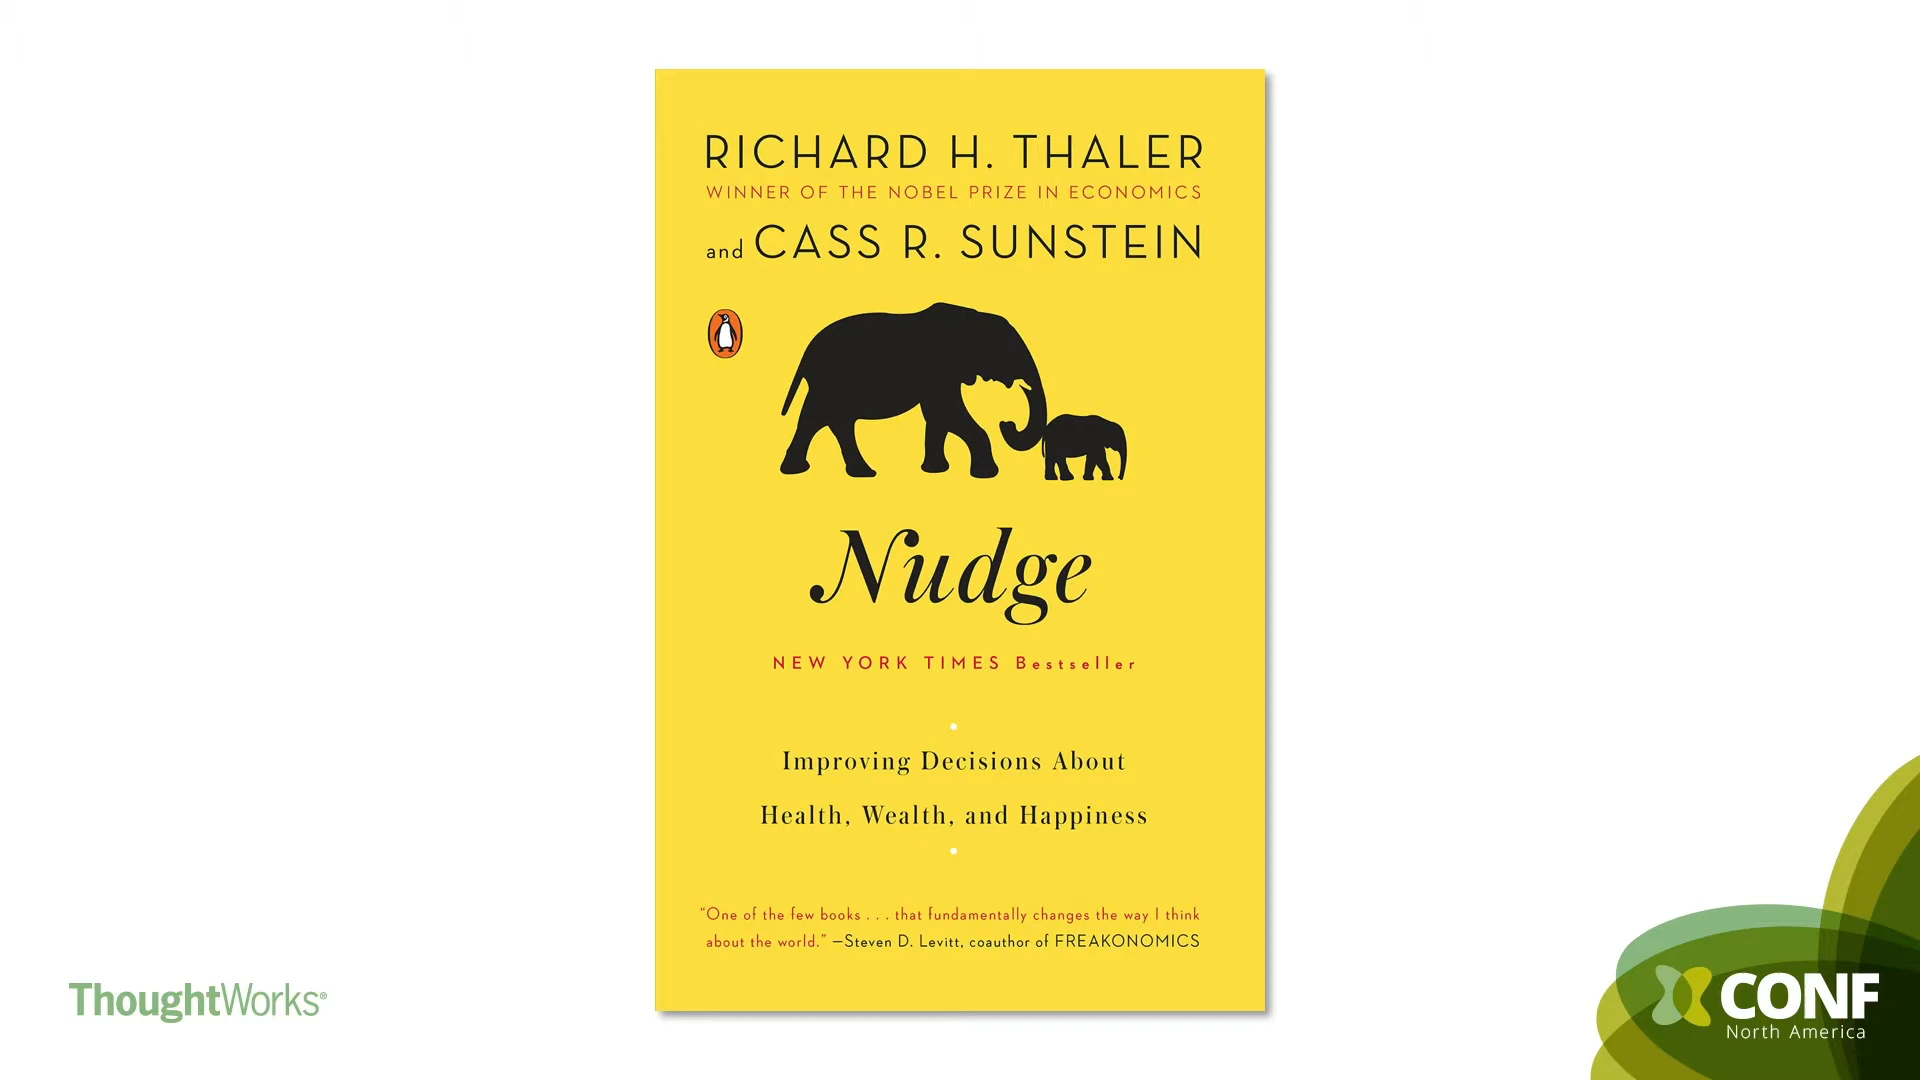 RICHARD H. THALER
WINNER OF THE NOBEL PRIZE IN ECONOMICS
and CASS R. SUNSTEIN
Nudge
NEW YORK TIMES Bestseller
Improving Decisions About
Health, Wealth, and Happiness
“One of the few books . . . that fundamentally changes the way I think
about the world.” —Steven D. Levitt, coauthor of FREAKONOMICS
ThoughtWorks®
XCONF
North America